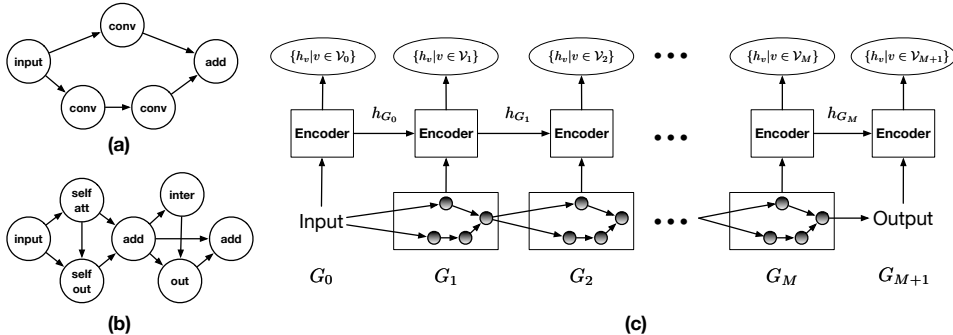 conv
input
add
conv
conv
(a)
self
att
inter
input
add
add
self
out
out
(b)
{h_v|v ∈ 𝒱_0}
{h_v|v ∈ 𝒱_1}
{h_v|v ∈ 𝒱_2}
•••
{h_v|v ∈ 𝒱_M}
{h_v|v ∈ 𝒱_{M+1}}
h_{G_0}
h_{G_1}
h_{G_M}
Encoder
Encoder
Encoder
•••
Encoder
Encoder
Input
•••
Output
G_0
G_1
G_2
G_M
G_{M+1}
(c)